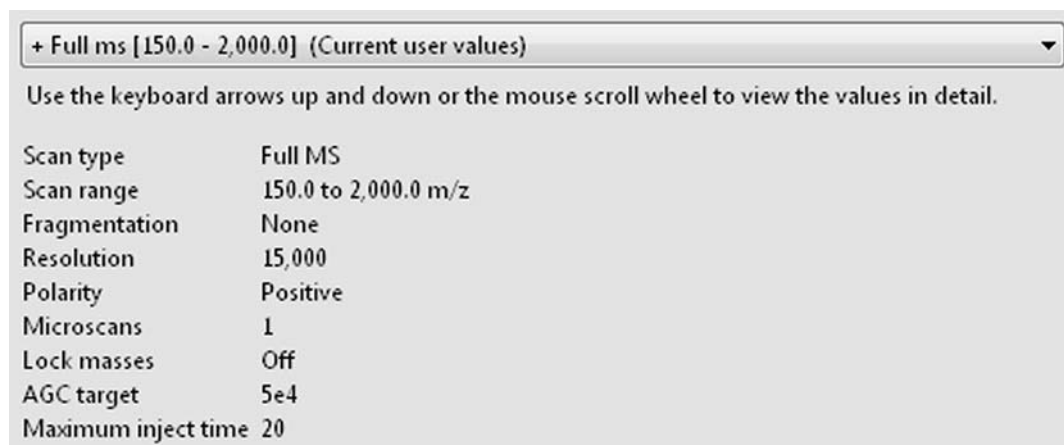 + Full ms [150.0 - 2,000.0] (Current user values)
Use the keyboard arrows up and down or the mouse scroll wheel to view the values in detail.
Scan type Full MS
Scan range 150.0 to 2,000.0 m/z
Fragmentation None
Resolution 15,000
Polarity Positive
Microscans 1
Lock masses Off
AGC target 5e4
Maximum inject time 20